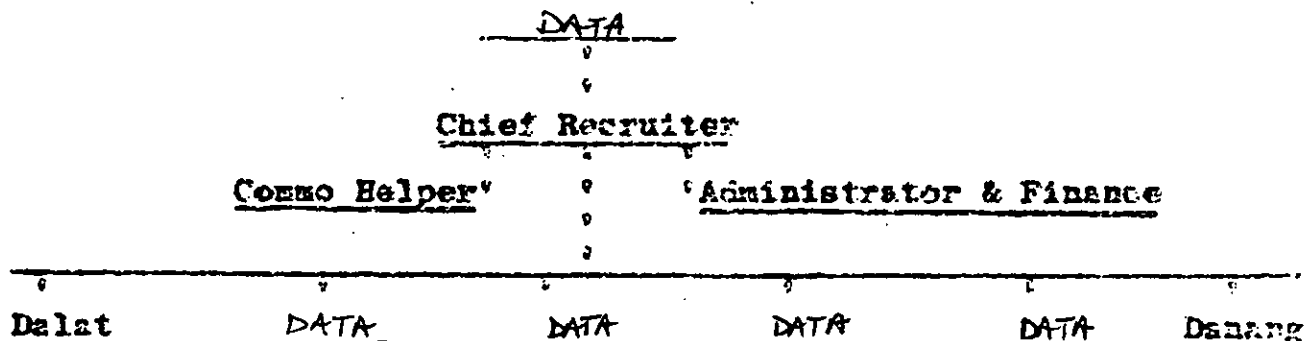 DATA
Chief Recruiter
Commo Helper Administrator & Finance
Dalat DATA DATA DATA DATA Danang